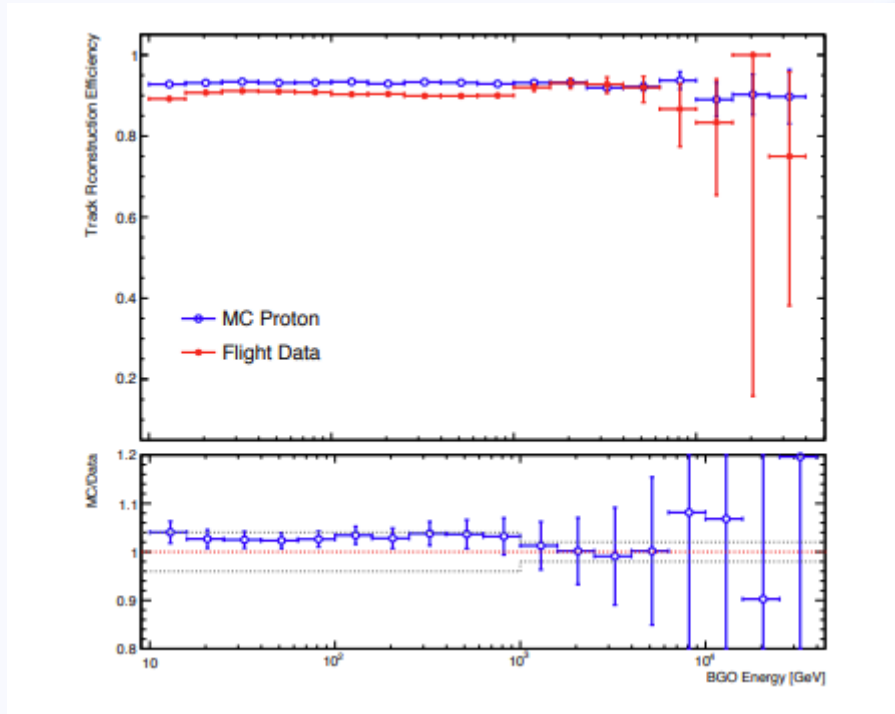 Track Rconstruction Efficiency
1
0.8
0.6
0.4
0.2
MC Proton
Flight Data
MC/Data
1.2
1.1
1
0.9
0.8
10
10²
10³
10⁴
BGO Energy [GeV]